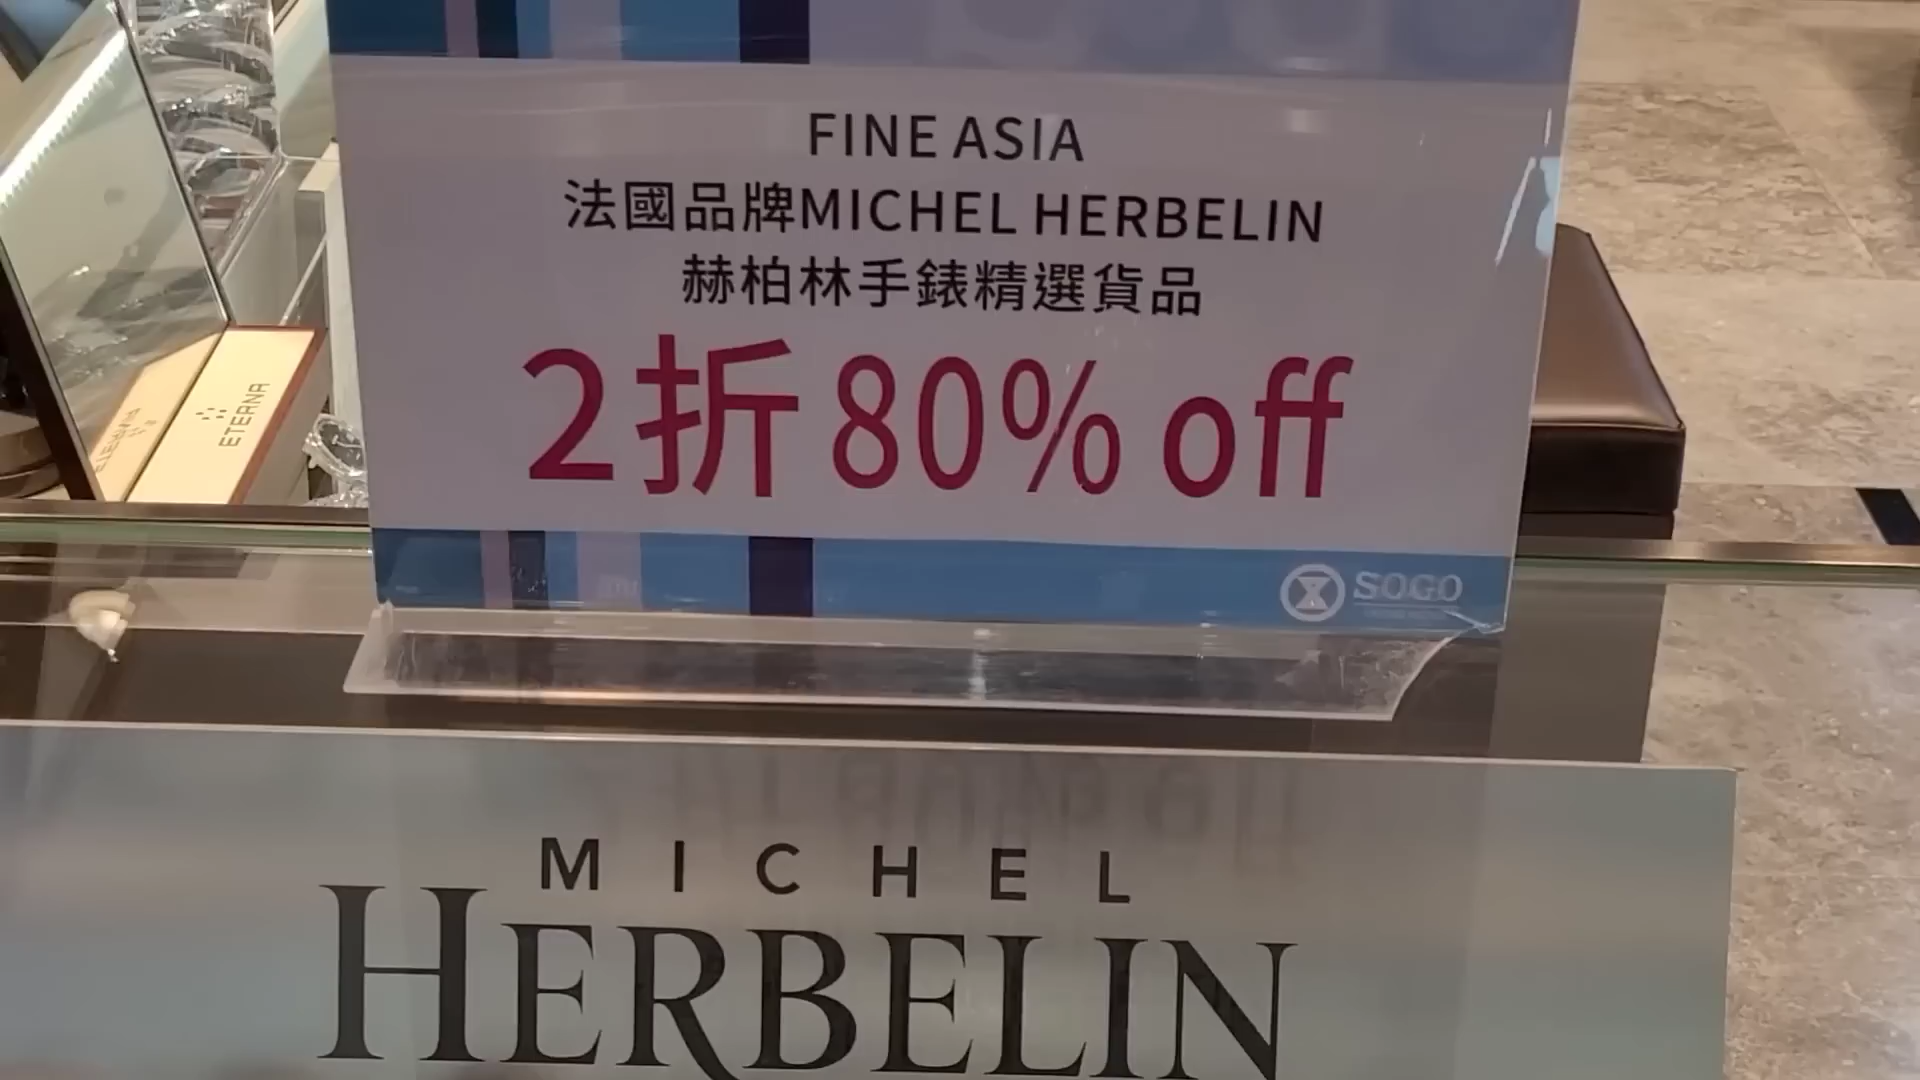 FINE ASIA
法國品牌MICHEL HERBELIN
赫柏林手錶精選貨品
2折 80% off
ETERNA
SOGO
MICHEL
HERBELIN